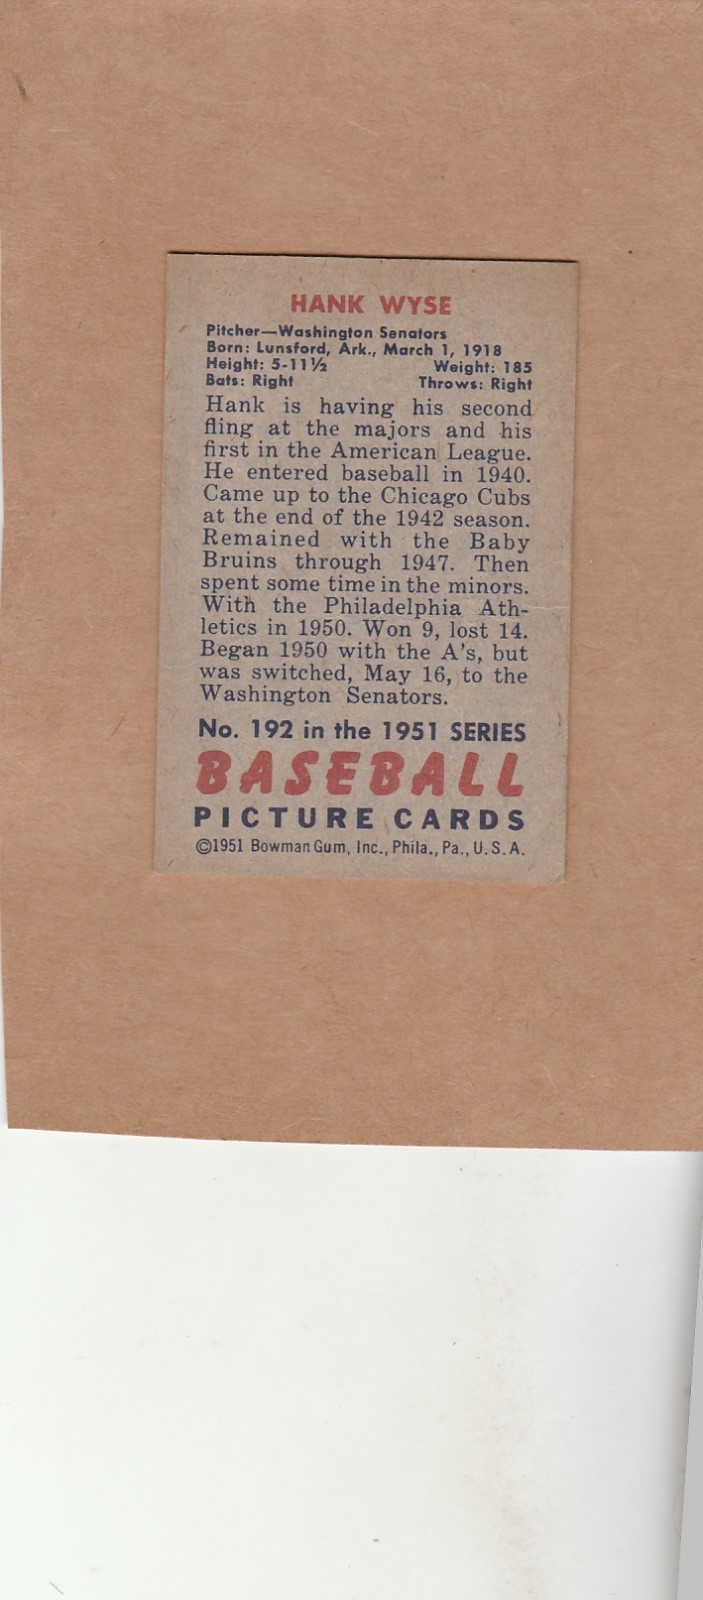 HANK WYSE
Pitcher—Washington Senators
Born: Lunsford, Ark., March 1, 1918
Height: 5-11½ Weight: 185
Bats: Right Throws: Right
Hank is having his second
fling at the majors and his
first in the American League.
He entered baseball in 1940.
Came up to the Chicago Cubs
at the end of the 1942 season.
Remained with the Baby
Bruins through 1947. Then
spent some time in the minors.
With the Philadelphia Ath-
letics in 1950. Won 9, lost 14.
Began 1950 with the A's, but
was switched, May 16, to the
Washington Senators.
No. 192 in the 1951 SERIES
BASEBALL
PICTURE CARDS
©1951 Bowman Gum, Inc., Phila., Pa., U. S. A.